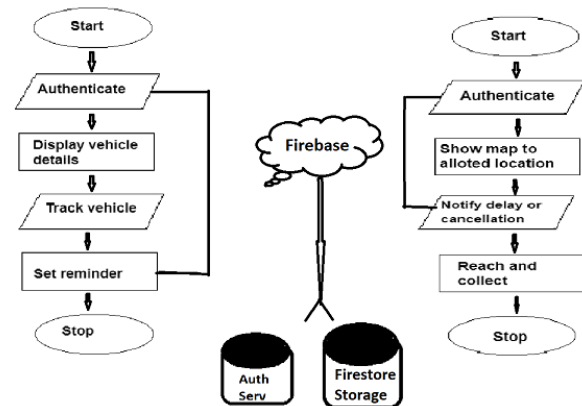 Start
Authenticate
Display vehicle
details
Track vehicle
Set reminder
Stop
Firebase
Auth
Serv
Firestore
Storage
Start
Authenticate
Show map to
alloted location
Notify delay or
cancellation
Reach and
collect
Stop